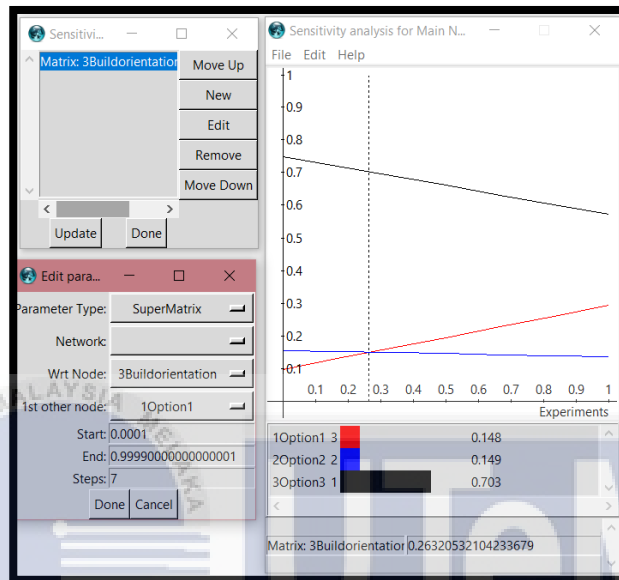 Sensitivi...
Matrix: 3Buildorientation
Move Up
New
Edit
Remove
Move Down
Update Done
Edit para...
Parameter Type: SuperMatrix
Network:
Wrt Node: 3Buildorientation
1st other node: 1Option1
Start: 0.0001
End: 0.99990000000000001
Steps: 7
Done Cancel
Sensitivity analysis for Main N...
File Edit Help
1
0.9
0.8
0.7
0.6
0.5
0.4
0.3
0.2
0.1
0.1 0.2 0.3 0.4 0.5 0.6 0.7 0.8 0.9 1
Experiments
1Option1 3 0.148
2Option2 2 0.149
3Option3 1 0.703
Matrix: 3Buildorientation 0.26320532104233679
MALAYSIA MELAKA
UTeM